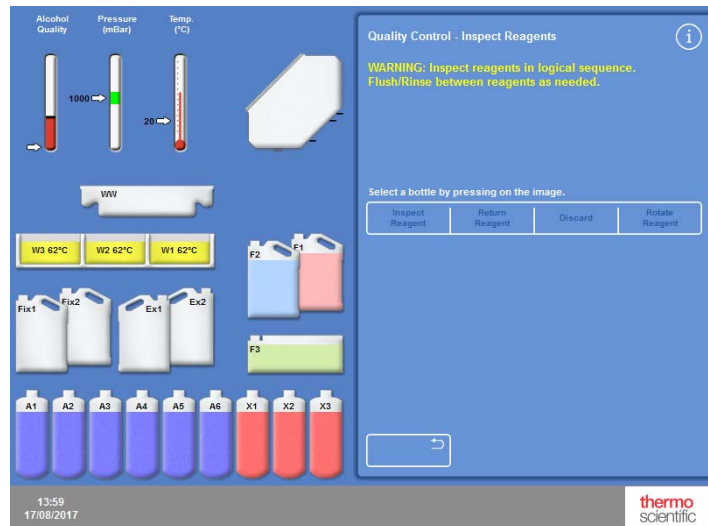 Alcohol
Quality
Pressure
(mBar)
Temp.
(°C)
1000
20
WW
W3 62°C
W2 62°C
W1 62°C
F2
F1
Fix1
Fix2
Ex1
Ex2
F3
A1
A2
A3
A4
A5
A6
X1
X2
X3
Quality Control - Inspect Reagents
i
WARNING: Inspect reagents in logical sequence.
Flush/Rinse between reagents as needed.
Select a bottle by pressing on the image.
Inspect
Reagent
Return
Reagent
Discard
Rotate
Reagent
13:59
17/08/2017
thermo
scientific